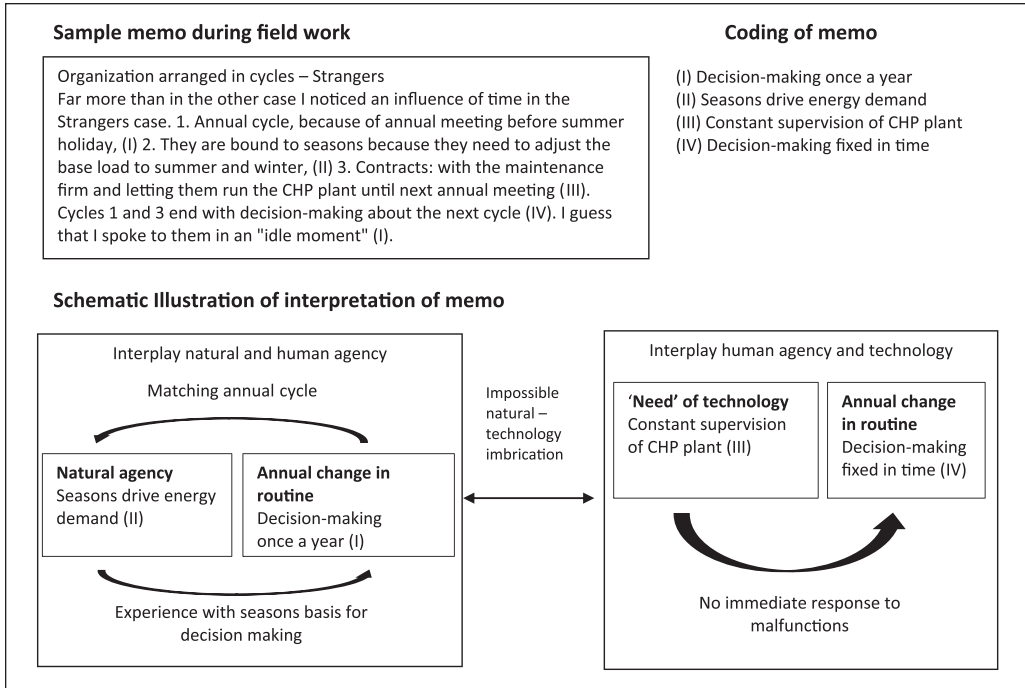 Sample memo during field work
Organization arranged in cycles – Strangers
Far more than in the other case I noticed an influence of time in the
Strangers case. 1. Annual cycle, because of annual meeting before summer
holiday, (I) 2. They are bound to seasons because they need to adjust the
base load to summer and winter, (II) 3. Contracts: with the maintenance
firm and letting them run the CHP plant until next annual meeting (III).
Cycles 1 and 3 end with decision-making about the next cycle (IV). I guess
that I spoke to them in an "idle moment" (I).
Coding of memo
(I) Decision-making once a year
(II) Seasons drive energy demand
(III) Constant supervision of CHP plant
(IV) Decision-making fixed in time
Schematic Illustration of interpretation of memo
Interplay natural and human agency
Matching annual cycle
Natural agency
Seasons drive energy
demand (II)
Annual change in
routine
Decision-making
once a year (I)
Experience with seasons basis for
decision making
Impossible
natural –
technology
imbrication
Interplay human agency and technology
‘Need’ of technology
Constant supervision
of CHP plant (III)
Annual change
in routine
Decision-making
fixed in time (IV)
No immediate response to
malfunctions